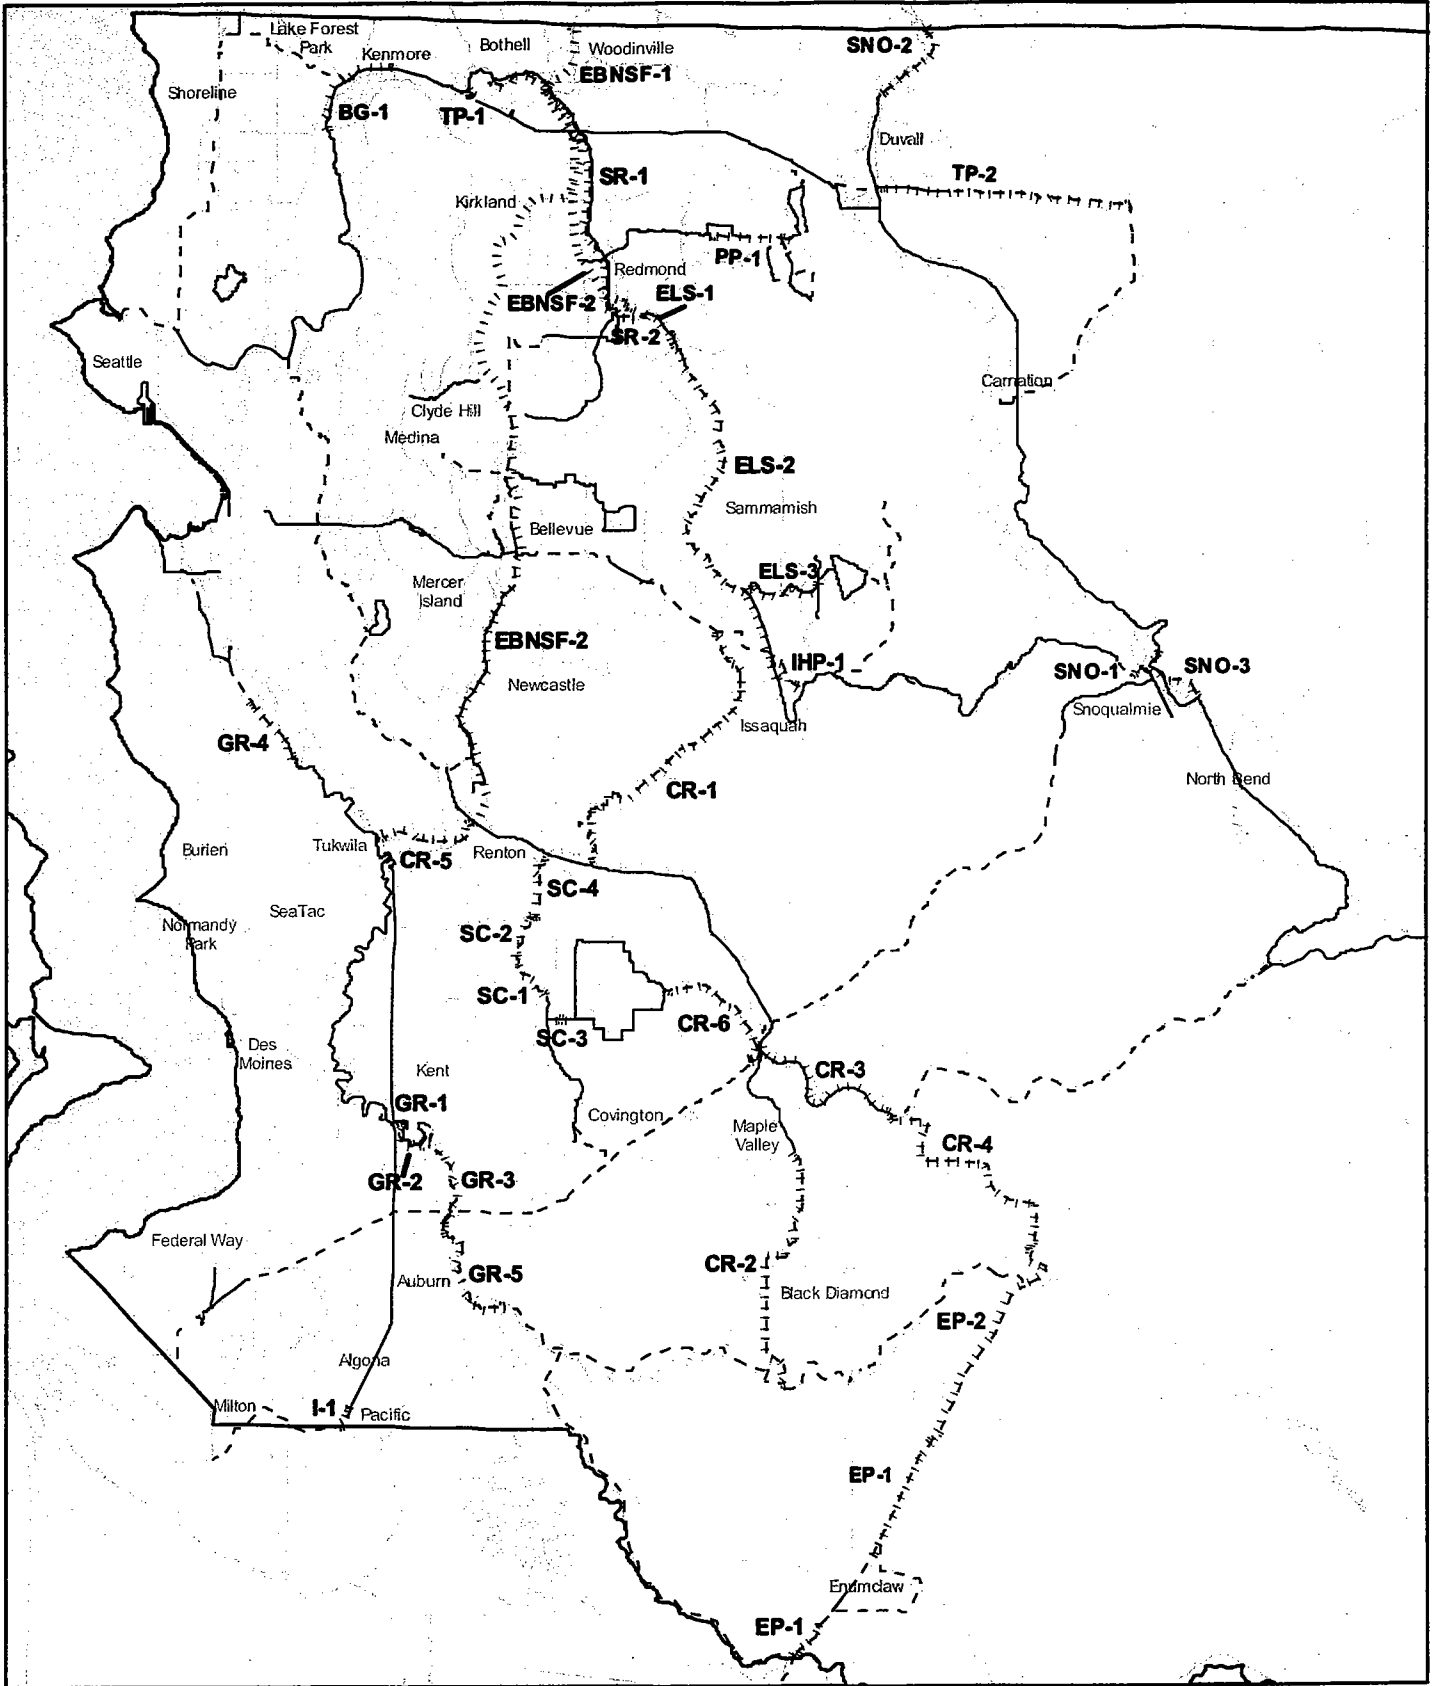 Lake Forest
Park
Kenmore
Bothell
Woodinville
SNO-2
EBNSF-1
Shoreline
BG-1
TP-1
Duvall
TP-2
SR-1
Kirkland
PP-1
Redmond
EBNSF-2
ELS-1
SR-2
Seattle
Carnation
Clyde Hill
Medina
ELS-2
Sammamish
Bellevue
ELS-3
Mercer
Island
EBNSF-2
IHP-1
SNO-1
SNO-3
Newcastle
Snoqualmie
Issaquah
GR-4
North Bend
CR-1
Burien
Tukwila
CR-5
Renton
SC-4
SeaTac
Normandy
Park
SC-2
SC-1
CR-6
SC-3
Des
Moines
Kent
CR-3
GR-1
Covington
Maple
Valley
CR-4
GR-2
GR-3
Federal Way
CR-2
Auburn
GR-5
Black Diamond
EP-2
Algona
Milton
I-1
Pacific
EP-1
Enumclaw
EP-1